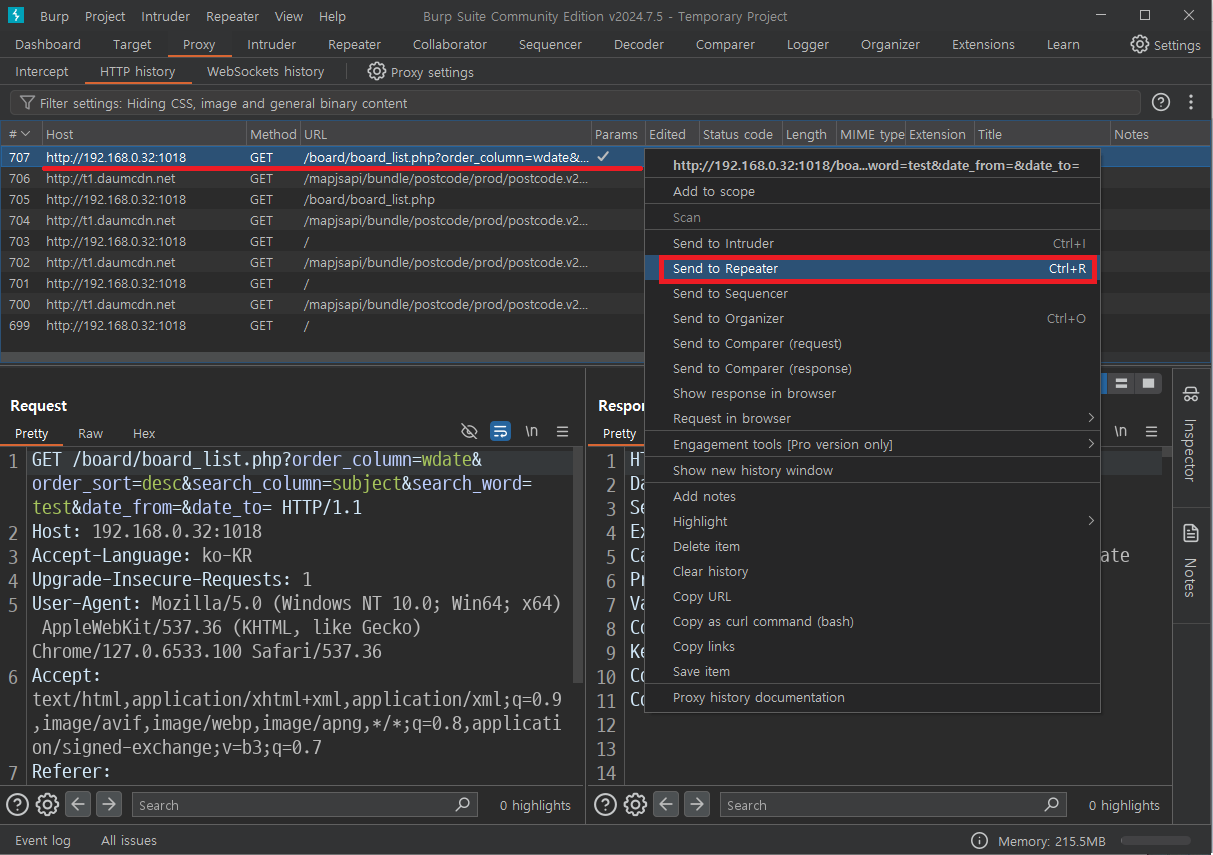 Burp Project Intruder Repeater View Help Burp Suite Community Edition v2024.7.5 - Temporary Project
Dashboard Target Proxy Intruder Repeater Collaborator Sequencer Decoder Comparer Logger Organizer Extensions Learn Settings
Intercept HTTP history WebSockets history Proxy settings
Filter settings: Hiding CSS, image and general binary content
# Host Method URL Params Edited Status code Length MIME type Extension Title Notes
707 http://192.168.0.32:1018 GET /board/board_list.php?order_column=wdate&... ✓
706 http://t1.daumcdn.net GET /mapjsapi/bundle/postcode/prod/postcode.v2...
705 http://192.168.0.32:1018 GET /board/board_list.php
704 http://t1.daumcdn.net GET /mapjsapi/bundle/postcode/prod/postcode.v2...
703 http://192.168.0.32:1018 GET /
702 http://t1.daumcdn.net GET /mapjsapi/bundle/postcode/prod/postcode.v2...
701 http://192.168.0.32:1018 GET /
700 http://t1.daumcdn.net GET /mapjsapi/bundle/postcode/prod/postcode.v2...
699 http://192.168.0.32:1018 GET /
http://192.168.0.32:1018/boa...word=test&date_from=&date_to=
Add to scope
Scan
Send to Intruder Ctrl+I
Send to Repeater Ctrl+R
Send to Sequencer
Send to Organizer Ctrl+O
Send to Comparer (request)
Send to Comparer (response)
Show response in browser
Request in browser
Engagement tools [Pro version only]
Show new history window
Add notes
Highlight
Delete item
Clear history
Copy URL
Copy as curl command (bash)
Copy links
Save item
Proxy history documentation
Request
Pretty Raw Hex \n
1 GET /board/board_list.php?order_column=wdate&
order_sort=desc&search_column=subject&search_word=
test&date_from=&date_to= HTTP/1.1
2 Host: 192.168.0.32:1018
3 Accept-Language: ko-KR
4 Upgrade-Insecure-Requests: 1
5 User-Agent: Mozilla/5.0 (Windows NT 10.0; Win64; x64)
AppleWebKit/537.36 (KHTML, like Gecko)
Chrome/127.0.6533.100 Safari/537.36
6 Accept:
text/html,application/xhtml+xml,application/xml;q=0.9
,image/avif,image/webp,image/apng,*/*;q=0.8,applicati
on/signed-exchange;v=b3;q=0.7
7 Referer:
Respon
Pretty \n
1 H
2 Da
3 Se
4 Ex
5 Ca ate
6 Pr
7 Va
8 Co
9 Ke
10 Co
11 Co
12
13
14
Inspector
Notes
Search 0 highlights
Search 0 highlights
Event log All issues Memory: 215.5MB